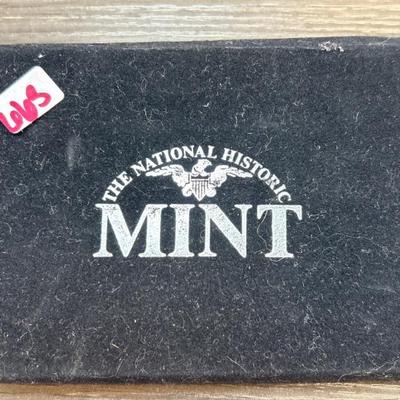 THE NATIONAL HISTORIC
MINT